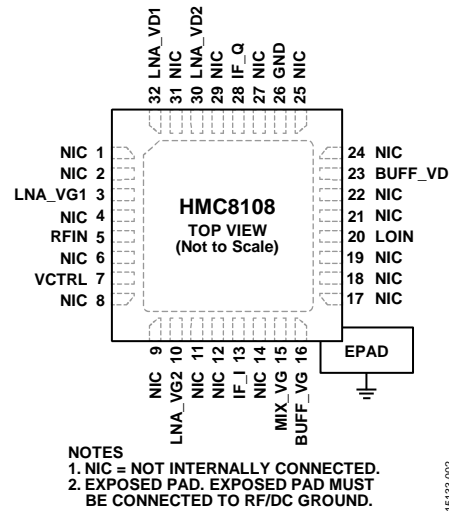 32 LNA_VD1
31 NIC
30 LNA_VD2
29 NIC
28 IF_Q
27 NIC
26 GND
25 NIC
NIC 1
NIC 2
LNA_VG1 3
NIC 4
RFIN 5
NIC 6
VCTRL 7
NIC 8
HMC8108
TOP VIEW
(Not to Scale)
24 NIC
23 BUFF_VD
22 NIC
21 NIC
20 LOIN
19 NIC
18 NIC
17 NIC
NIC 9
LNA_VG2 10
NIC 11
NIC 12
IF_I 13
NIC 14
MIX_VG 15
BUFF_VG 16
EPAD
NOTES
1. NIC = NOT INTERNALLY CONNECTED.
2. EXPOSED PAD. EXPOSED PAD MUST
BE CONNECTED TO RF/DC GROUND.
15133-002